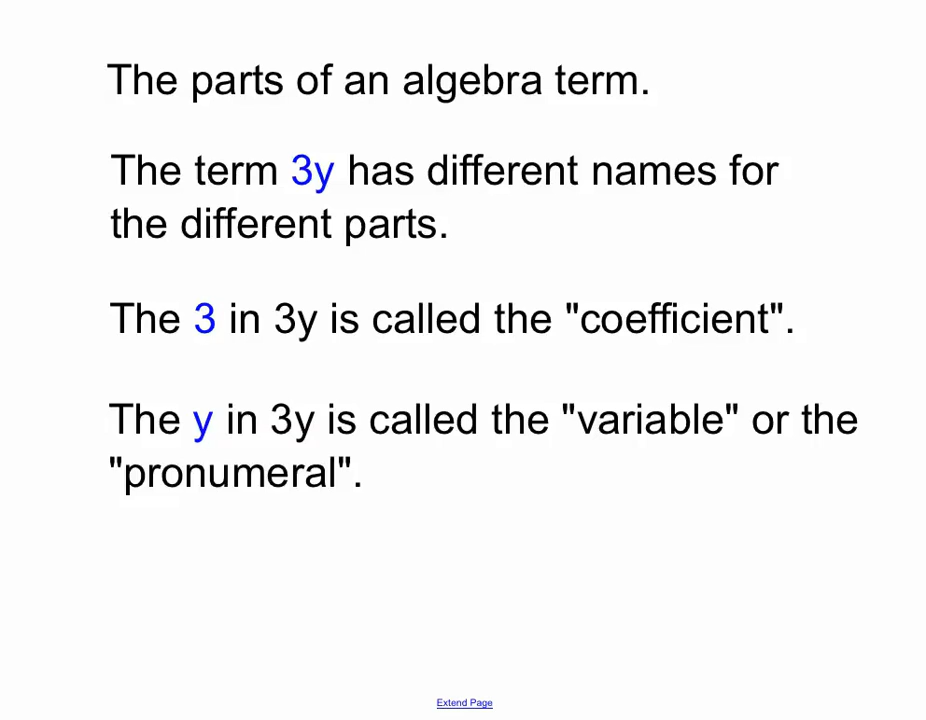 The parts of an algebra term.
The term 3y has different names for
the different parts.
The 3 in 3y is called the "coefficient".
The y in 3y is called the "variable" or the
"pronumeral".
Extend Page